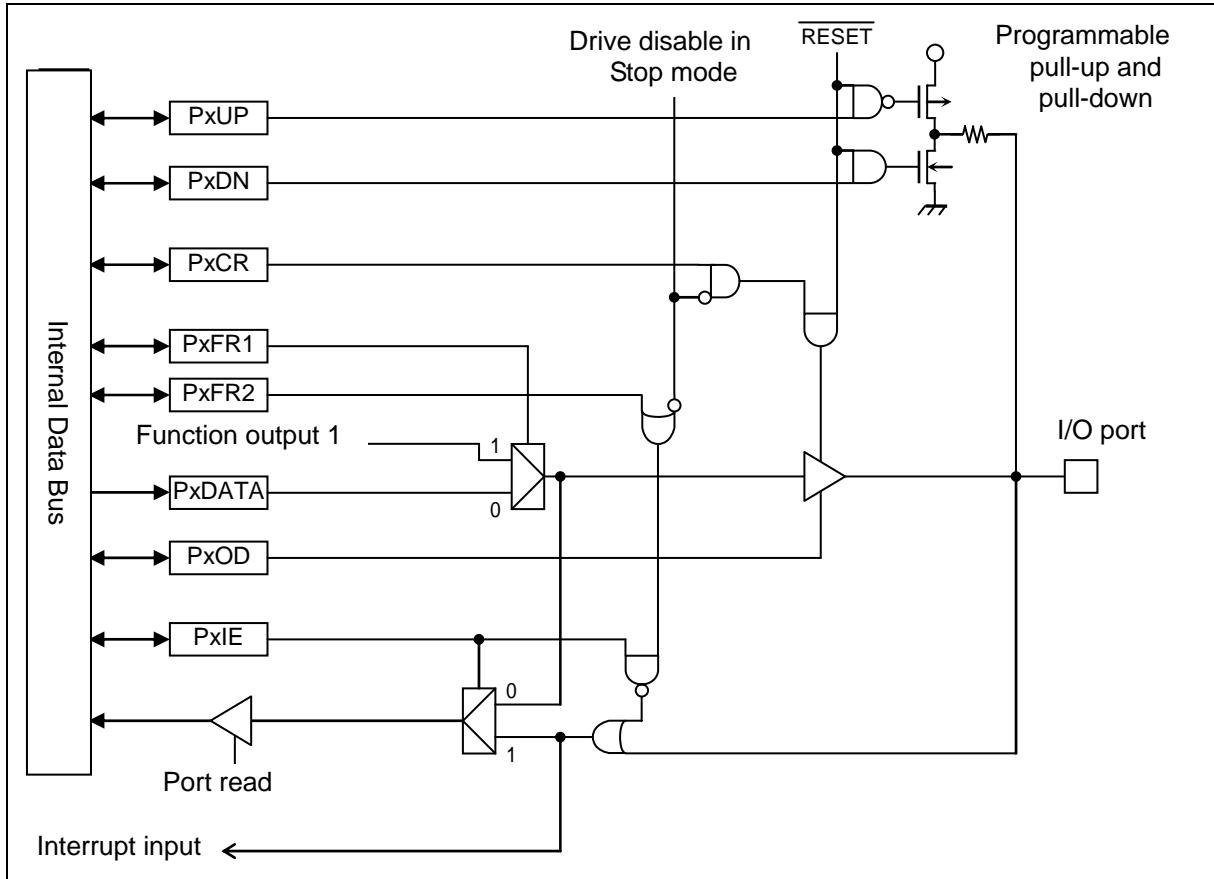 Drive disable in
Stop mode
RESET
Programmable
pull-up and
pull-down
PxUP
PxDN
PxCR
PxFR1
PxFR2
Internal Data Bus
Function output 1
1
0
PxDATA
PxOD
I/O port
PxIE
0
1
Port read
Interrupt input